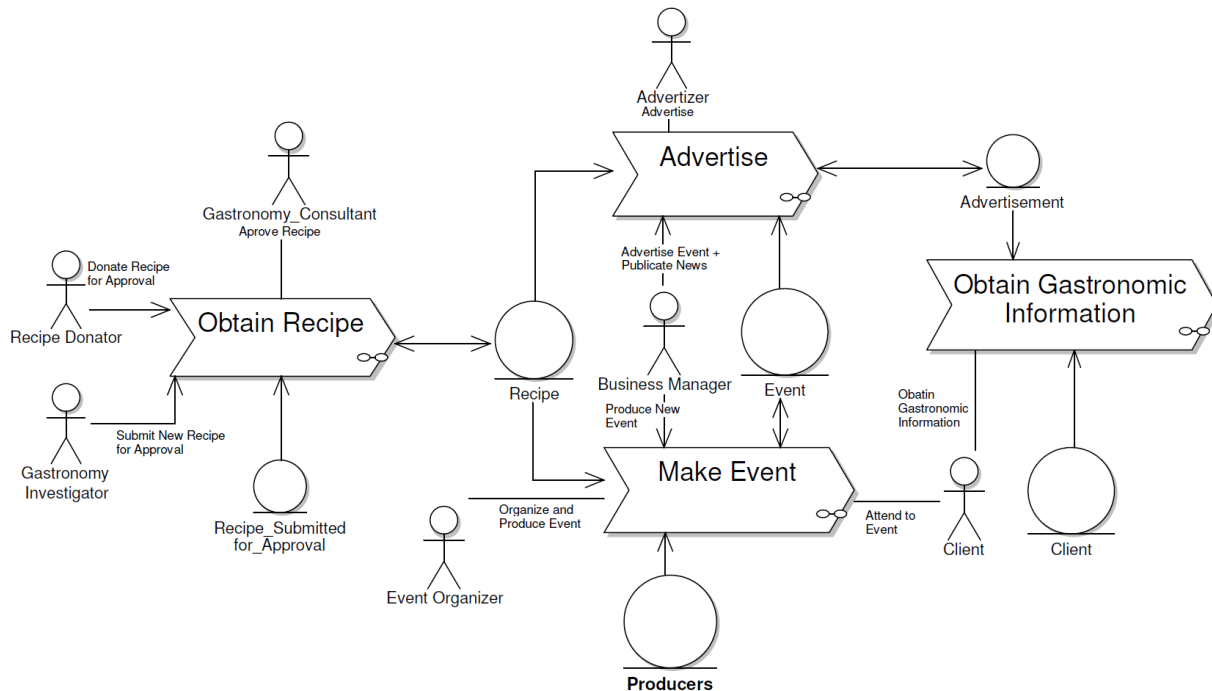 Advertizer
Advertise
Advertise
Gastronomy_Consultant
Aprove Recipe
Advertisement
Donate Recipe
for Approval
Advertise Event +
Publicate News
Obtain Gastronomic
Information
Recipe Donator
Obtain Recipe
Recipe
Business Manager
Event
Produce New
Event
Obatin
Gastronomic
Information
Submit New Recipe
for Approval
Gastronomy
Investigator
Make Event
Organize and
Produce Event
Attend to
Event
Recipe_Submitted
for_Approval
Client
Client
Event Organizer
Producers